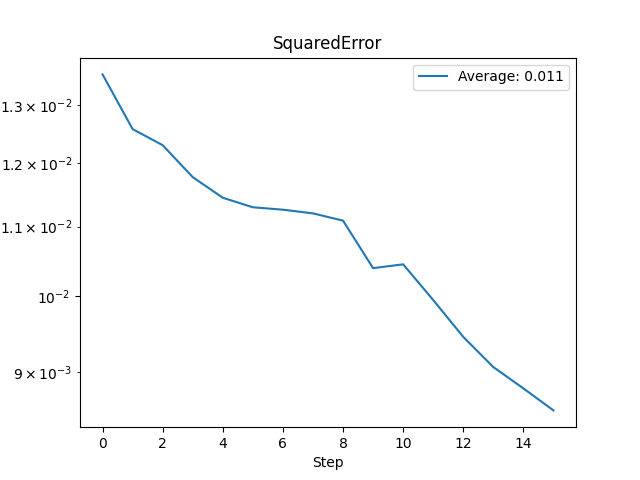 SquaredError
Average: 0.011
1.3 × 10⁻²
1.2 × 10⁻²
1.1 × 10⁻²
10⁻²
9 × 10⁻³
0 2 4 6 8 10 12 14
Step